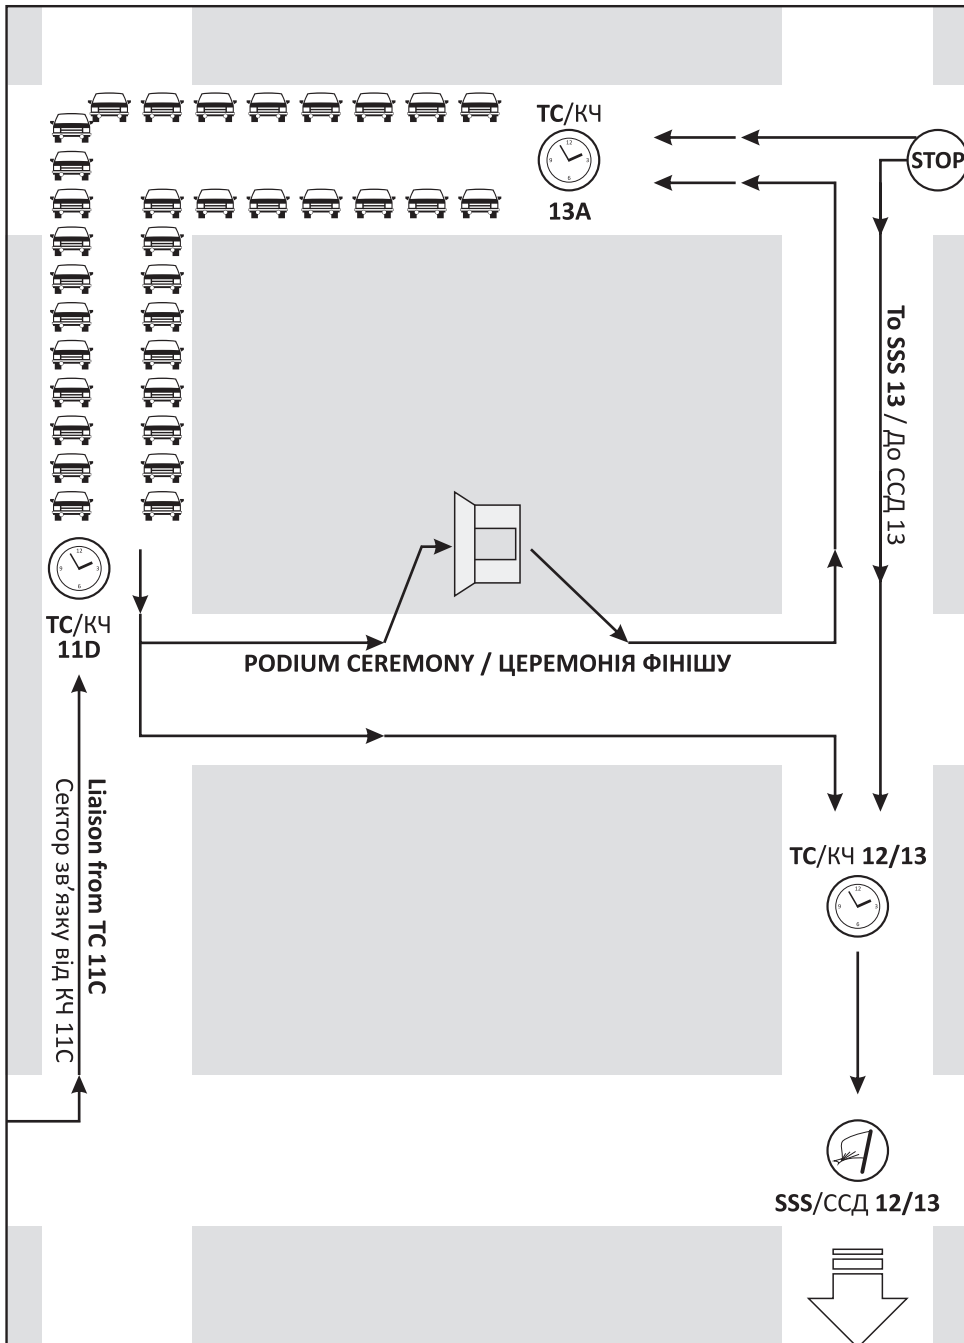 TC/КЧ
13A
STOP
To SSS 13 / До ССД 13
TC/КЧ
11D
PODIUM CEREMONY / ЦЕРЕМОНІЯ ФІНІШУ
Liaison from TC 11C
Сектор зв’язку від КЧ 11С
TC/КЧ 12/13
SSS/ССД 12/13